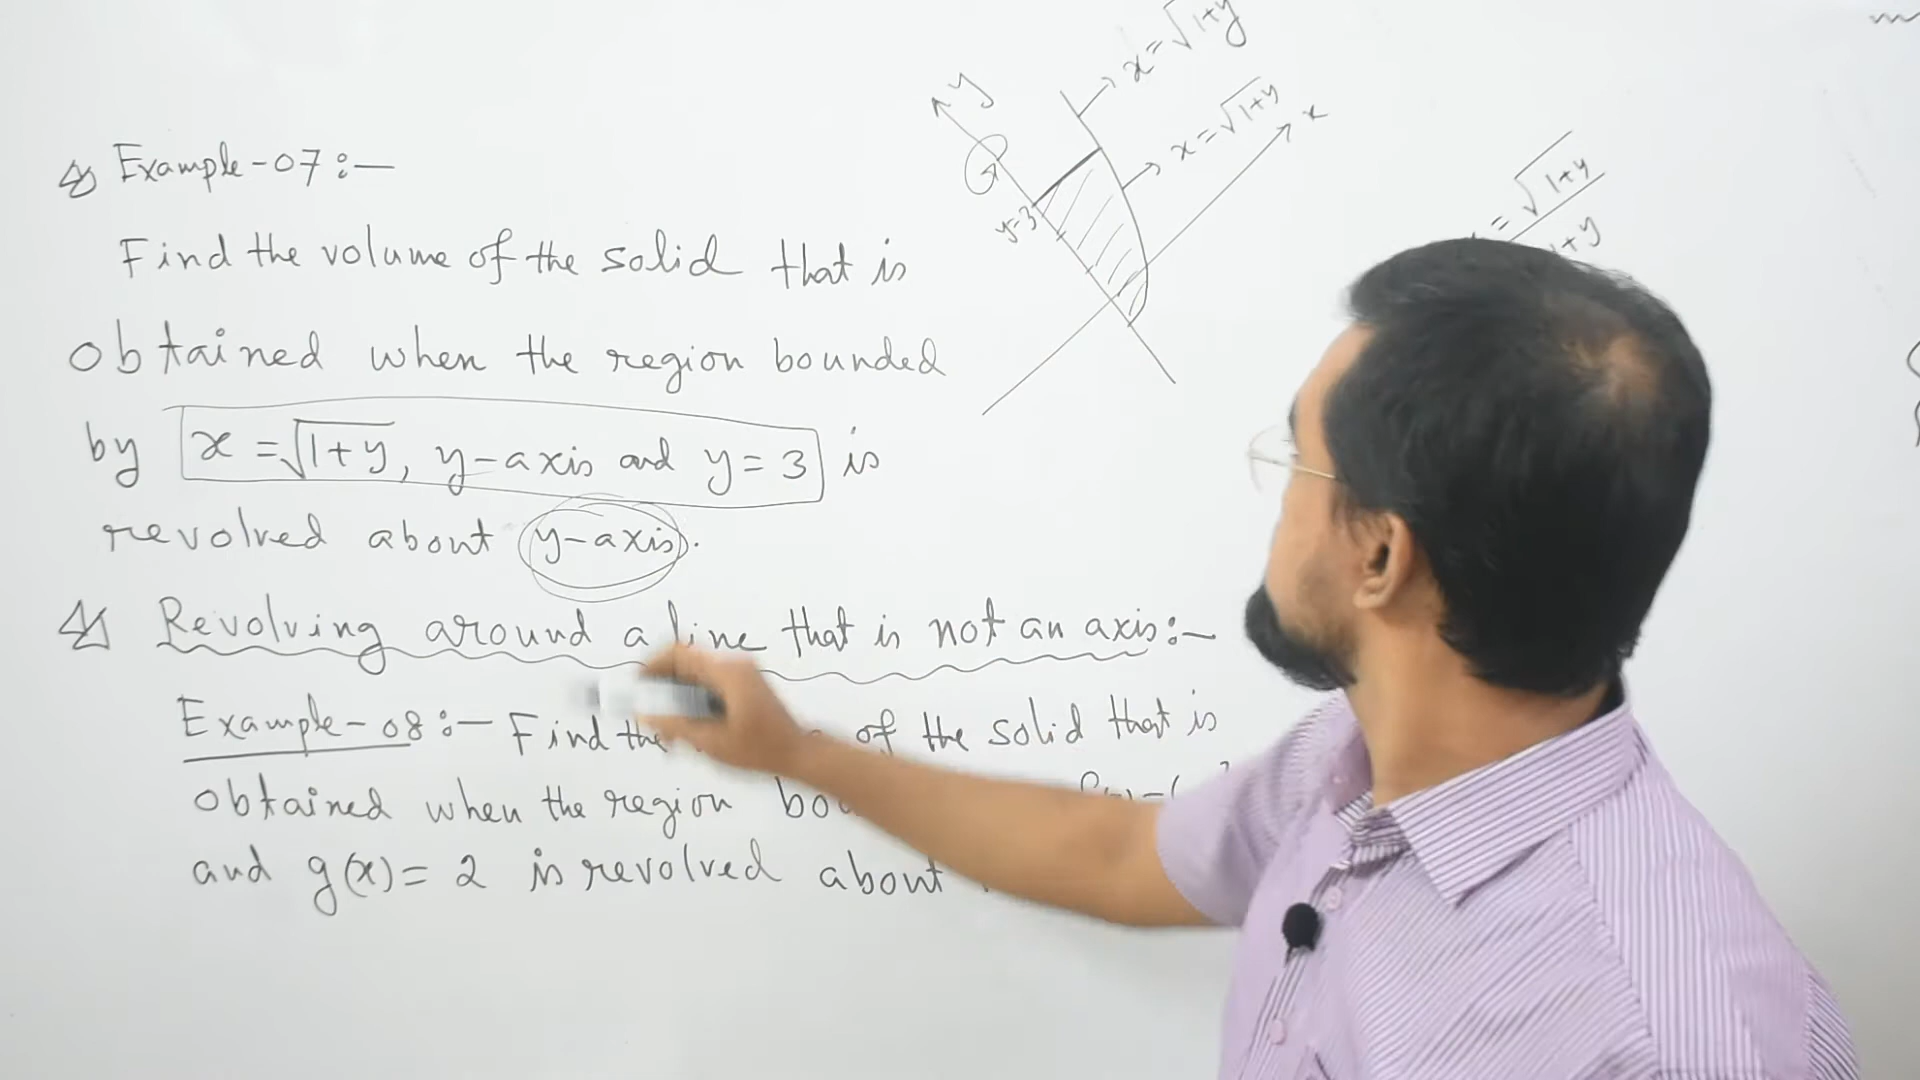 Example-07:-
Find the volume of the solid that is
obtained when the region bounded
by x = √1+y, y-axis and y = 3 is
revolved about y-axis.
Revolving around a line that is not an axis:-
Example-08:- Find the of the solid that is
obtained when the region
and g(x) = 2 is revolved about
y
x = √1+y
x = √1+y
x
y=3
= √1+y
1+y